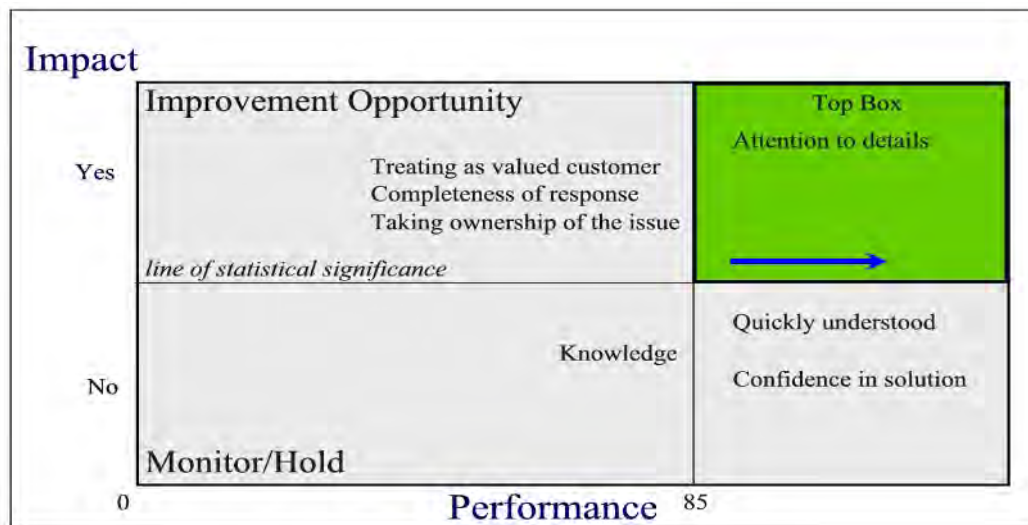 Impact
Improvement Opportunity
Top Box
Attention to details
Yes
Treating as valued customer
Completeness of response
Taking ownership of the issue
line of statistical significance
Quickly understood
Knowledge
No
Confidence in solution
Monitor/Hold
0
Performance
85